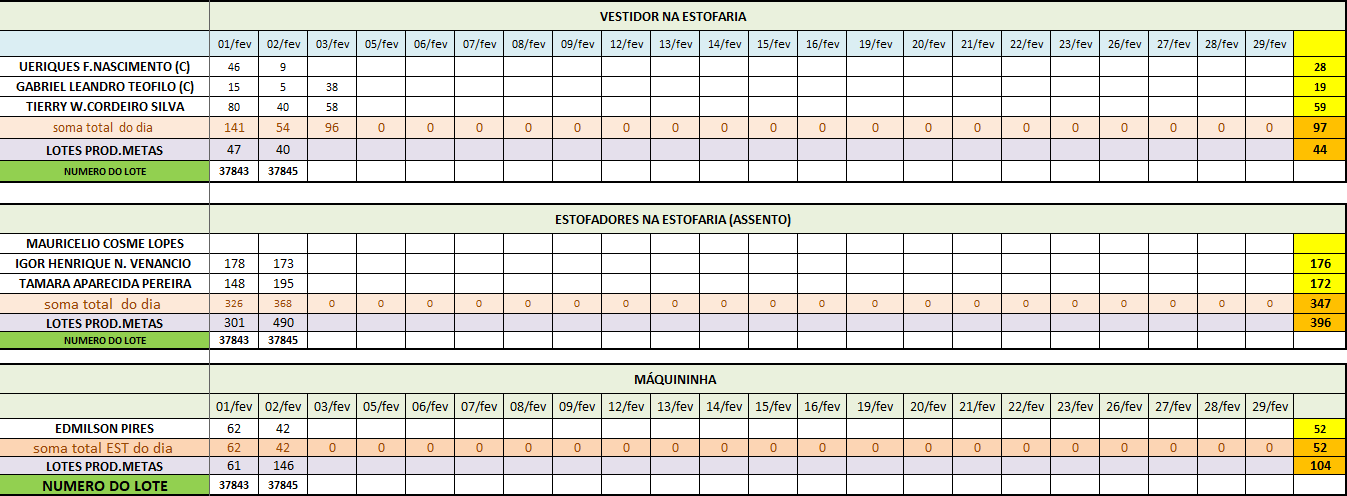 VESTIDOR NA ESTOFARIA
01/fev 02/fev 03/fev 05/fev 06/fev 07/fev 08/fev 09/fev 12/fev 13/fev 14/fev 15/fev 16/fev 19/fev 20/fev 21/fev 22/fev 23/fev 26/fev 27/fev 28/fev 29/fev
UERIQUES F.NASCIMENTO (C) 46 9 28
GABRIEL LEANDRO TEOFILO (C) 15 5 38 19
TIERRY W.CORDEIRO SILVA 80 40 58 59
soma total do dia 141 54 96 0 0 0 0 0 0 0 0 0 0 0 0 0 0 0 0 0 0 0 97
LOTES PROD.METAS 47 40 44
NUMERO DO LOTE 37843 37845
ESTOFADORES NA ESTOFARIA (ASSENTO)
MAURICELIO COSME LOPES
IGOR HENRIQUE N. VENANCIO 178 173 176
TAMARA APARECIDA PEREIRA 148 195 172
soma total do dia 326 368 0 0 0 0 0 0 0 0 0 0 0 0 0 0 0 0 0 0 0 0 347
LOTES PROD.METAS 301 490 396
NUMERO DO LOTE 37843 37845
MÁQUININHA
01/fev 02/fev 03/fev 05/fev 06/fev 07/fev 08/fev 09/fev 12/fev 13/fev 14/fev 15/fev 16/fev 19/fev 20/fev 21/fev 22/fev 23/fev 26/fev 27/fev 28/fev 29/fev
EDMILSON PIRES 62 42 52
soma total EST do dia 62 42 0 0 0 0 0 0 0 0 0 0 0 0 0 0 0 0 0 0 0 0 52
LOTES PROD.METAS 61 146 104
NUMERO DO LOTE 37843 37845